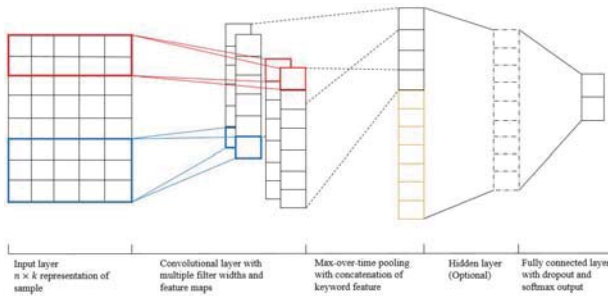 Input layer
n × k representation of
sample
Convolutional layer with
multiple filter widths and
feature maps
Max-over-time pooling
with concatenation of
keyword feature
Hidden layer
(Optional)
Fully connected layer
with dropout and
softmax output